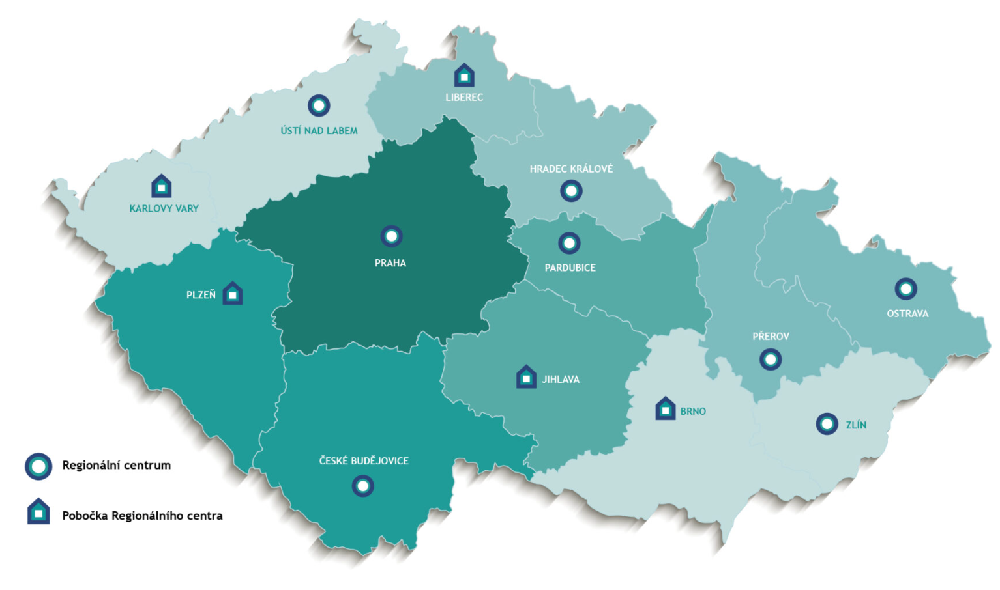 LIBEREC
ÚSTÍ NAD LABEM
HRADEC KRÁLOVÉ
KARLOVY VARY
PRAHA
PARDUBICE
PLZEŇ
OSTRAVA
PŘEROV
JIHLAVA
BRNO
ZLÍN
ČESKÉ BUDĚJOVICE
Regionální centrum
Pobočka Regionálního centra